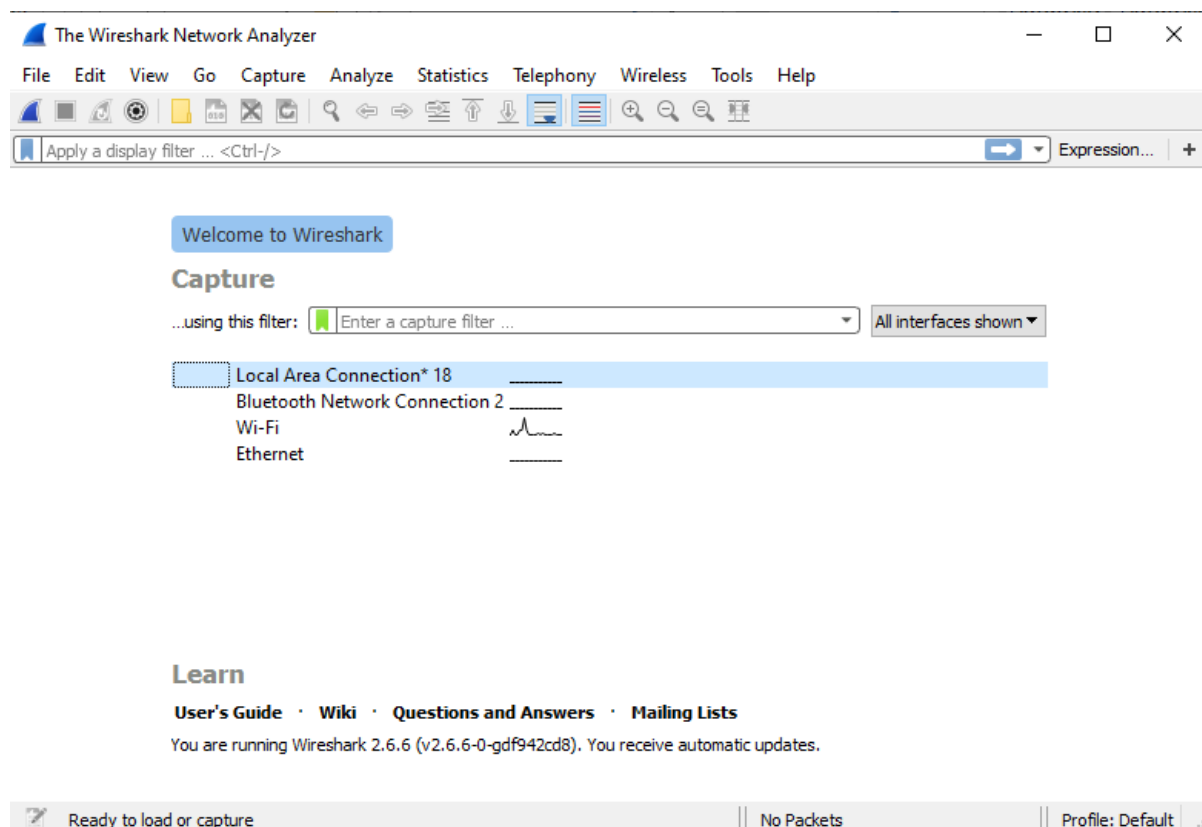 The Wireshark Network Analyzer
File Edit View Go Capture Analyze Statistics Telephony Wireless Tools Help
Apply a display filter ... <Ctrl-/> Expression... +
Welcome to Wireshark
Capture
...using this filter: Enter a capture filter ... All interfaces shown
Local Area Connection* 18
Bluetooth Network Connection 2
Wi-Fi
Ethernet
Learn
User's Guide · Wiki · Questions and Answers · Mailing Lists
You are running Wireshark 2.6.6 (v2.6.6-0-gdf942cd8). You receive automatic updates.
Ready to load or capture No Packets Profile: Default